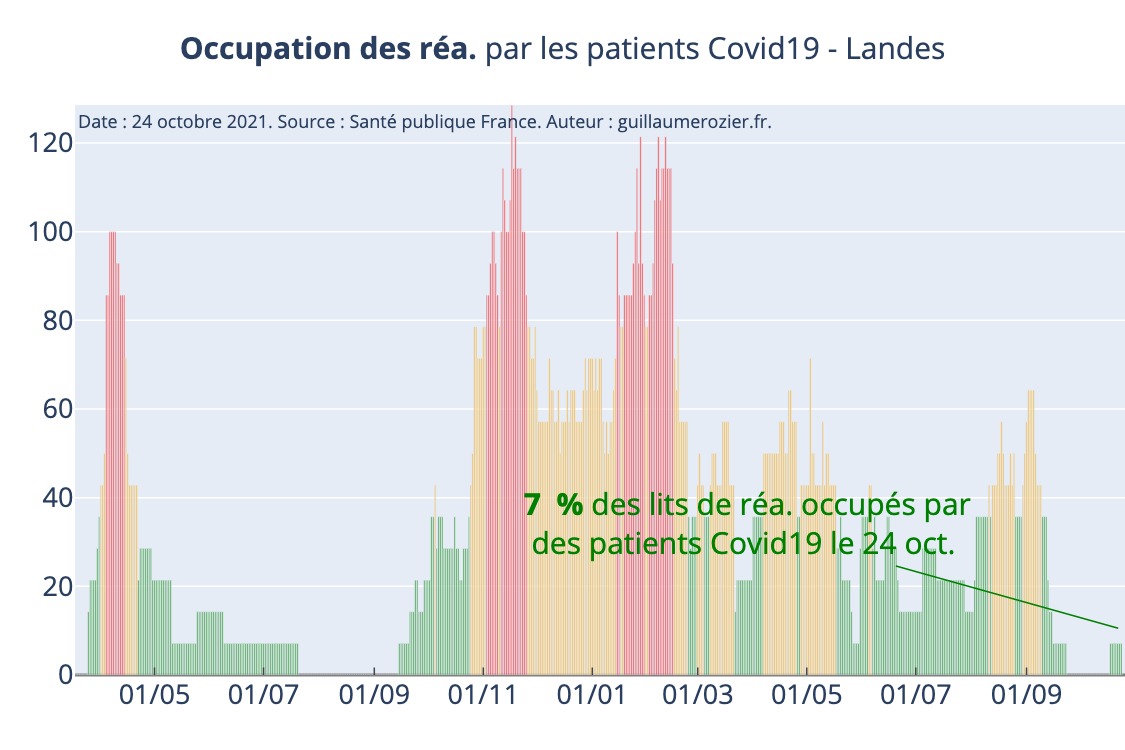 Occupation des réa. par les patients Covid19 - Landes
Date : 24 octobre 2021. Source : Santé publique France. Auteur : guillaumerozier.fr.
120
100
80
60
40
20
0
7 % des lits de réa. occupés par
des patients Covid19 le 24 oct.
01/05 01/07 01/09 01/11 01/01 01/03 01/05 01/07 01/09